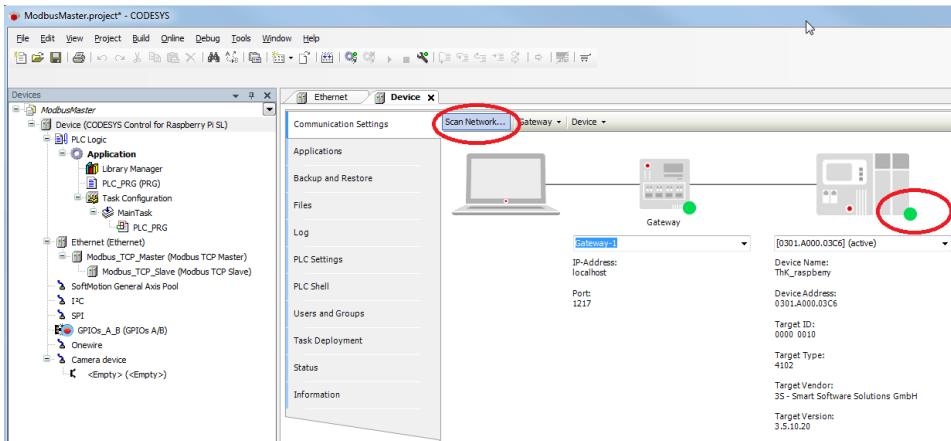 ModbusMaster.project* - CODESYS
File Edit View Project Build Online Debug Tools Window Help
Devices
ModbusMaster
Device (CODESYS Control for Raspberry Pi SL)
PLC Logic
Application
Library Manager
PLC_PRG (PRG)
Task Configuration
MainTask
PLC_PRG
Ethernet (Ethernet)
Modbus_TCP_Master (Modbus TCP Master)
Modbus_TCP_Slave (Modbus TCP Slave)
SoftMotion General Axis Pool
I²C
SPI
GPIOs_A_B (GPIOs A/B)
Onewire
Camera device
<Empty> (<Empty>)
Ethernet Device
Communication Settings
Applications
Backup and Restore
Files
Log
PLC Settings
PLC Shell
Users and Groups
Task Deployment
Status
Information
Scan Network... Gateway Device
Gateway
Gateway-1
IP-Address:
localhost
Port:
1217
[0301.A000.03C6] (active)
Device Name:
ThK_raspberry
Device Address:
0301.A000.03C6
Target ID:
0000 0010
Target Type:
4102
Target Vendor:
3S - Smart Software Solutions GmbH
Target Version:
3.5.10.20